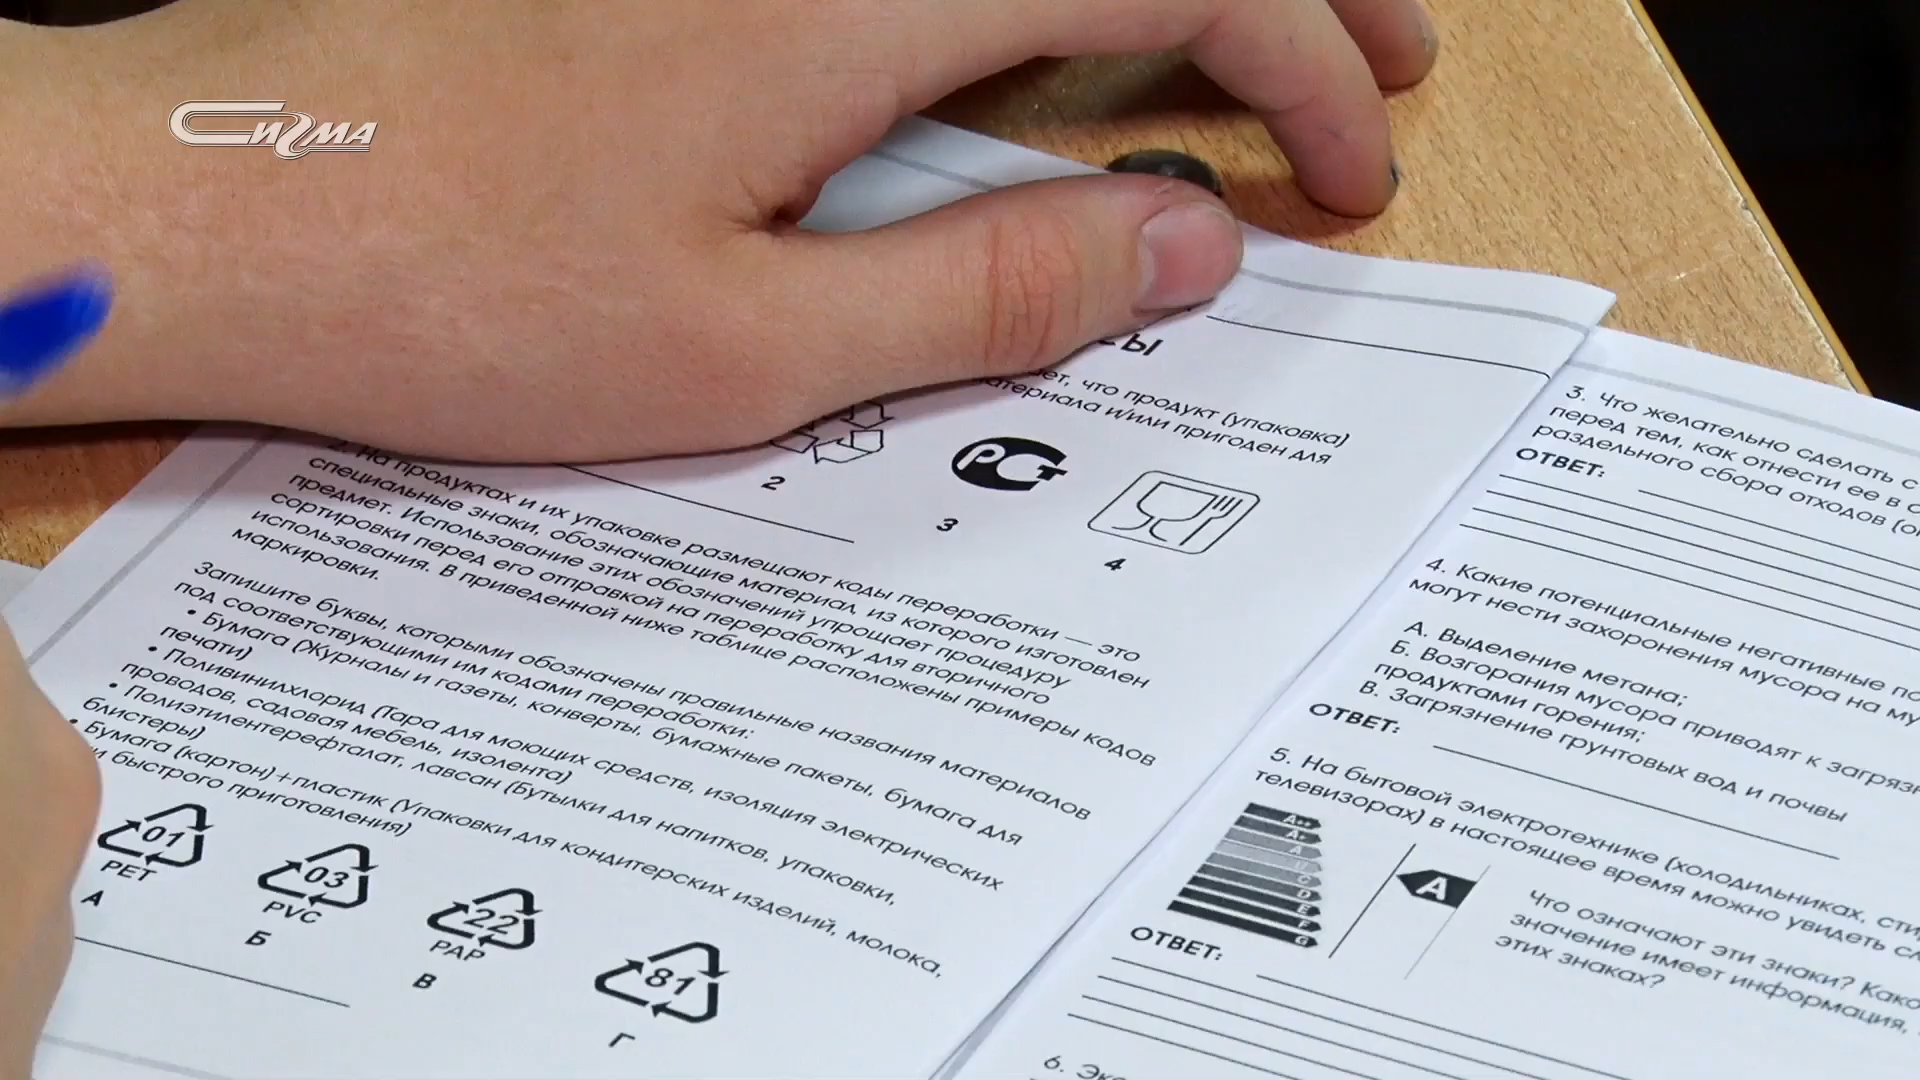 СИГМА
что продукт (упаковка)
и/или пригоден для
2
РСТ
3
4
2. На продуктах и их упаковке размещают коды переработки — это
специальные знаки, обозначающие материал, из которого изготовлен
предмет. Использование этих обозначений упрощает процедуру
сортировки перед его отправкой на переработку для вторичного
использования. В приведенной ниже таблице расположены примеры кодов
маркировки.
Запишите буквы, которыми обозначены правильные названия материалов
под соответствующими им кодами переработки:
• Бумага (Журналы и газеты, конверты, бумажные пакеты, бумага для
печати)
• Поливинилхлорид (Тара для моющих средств, изоляция электрических
проводов, садовая мебель, изолента)
• Полиэтилентерефталат, лавсан (Бутылки для напитков, упаковки,
блистеры)
• Бумага (картон)+пластик (Упаковки для кондитерских изделий, молока,
и быстрого приготовления)
01
PET
А
03
PVC
Б
22
PAP
В
81
Г
3. Что желательно сделать с
перед тем, как отнести ее в
раздельного сбора отходов
ОТВЕТ:
4. Какие потенциальные негативные
могут нести захоронения мусора на
А. Выделение метана;
Б. Возгорания мусора приводят к
продуктами горения;
В. Загрязнение грунтовых вод и почвы
ОТВЕТ:
5. На бытовой электротехнике (холодильниках,
телевизорах) в настоящее время можно увидеть
A++
A+
A
C
D
E
F
G
A
Что означают эти знаки?
значение имеет информация,
этих знаках?
ОТВЕТ:
6.